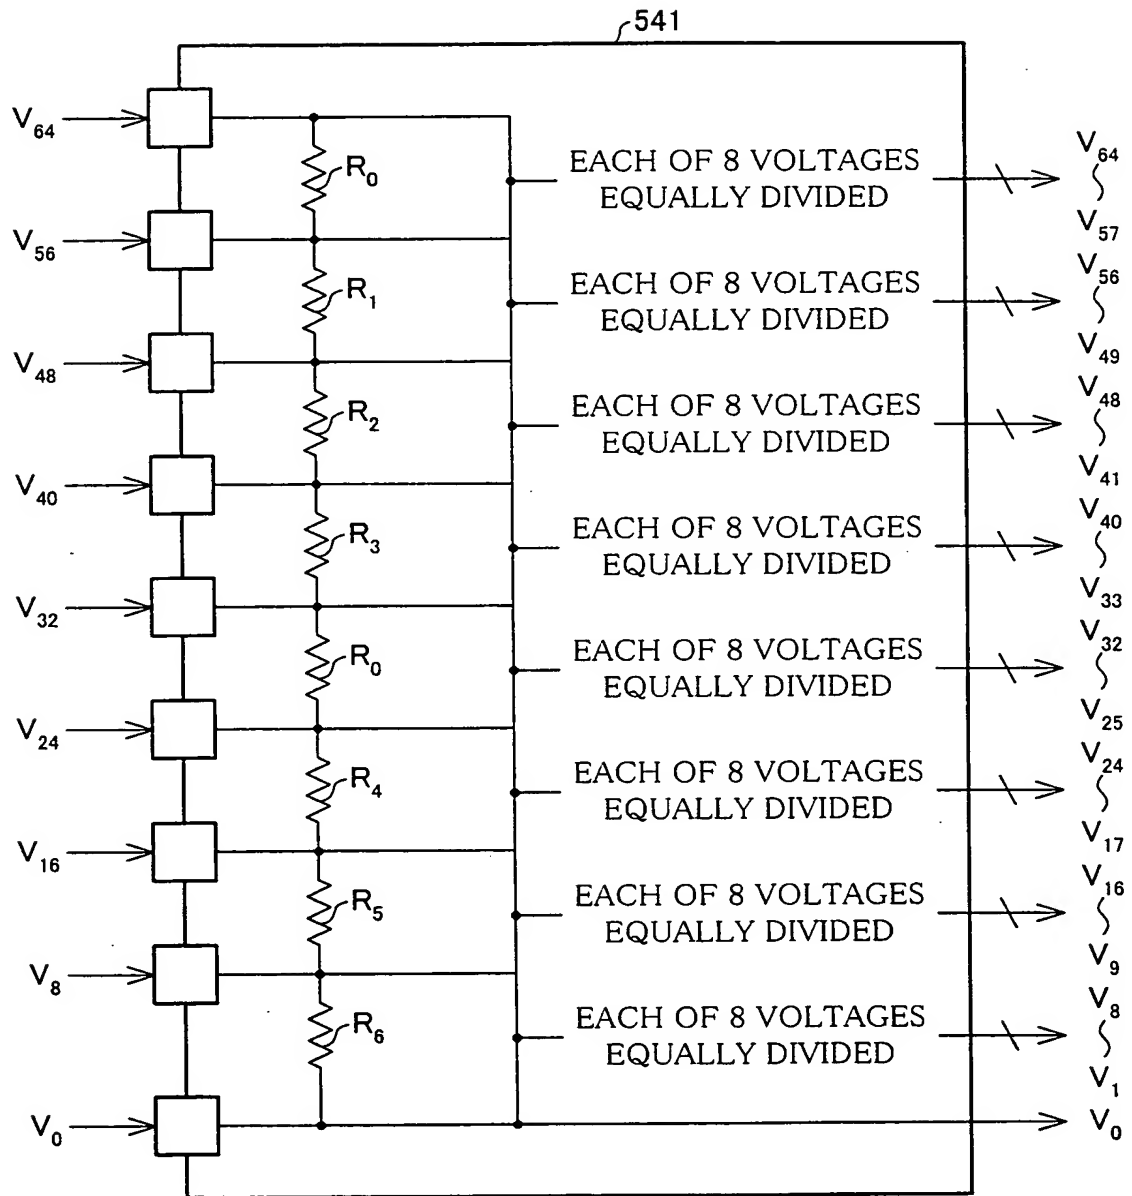 541
V64
R0
EACH OF 8 VOLTAGES
EQUALLY DIVIDED
V64
V57
V56
R1
EACH OF 8 VOLTAGES
EQUALLY DIVIDED
V56
V49
V48
R2
EACH OF 8 VOLTAGES
EQUALLY DIVIDED
V48
V41
V40
R3
EACH OF 8 VOLTAGES
EQUALLY DIVIDED
V40
V33
V32
R0
EACH OF 8 VOLTAGES
EQUALLY DIVIDED
V32
V25
V24
R4
EACH OF 8 VOLTAGES
EQUALLY DIVIDED
V24
V17
V16
R5
EACH OF 8 VOLTAGES
EQUALLY DIVIDED
V16
V9
V8
R6
EACH OF 8 VOLTAGES
EQUALLY DIVIDED
V8
V1
V0
V0